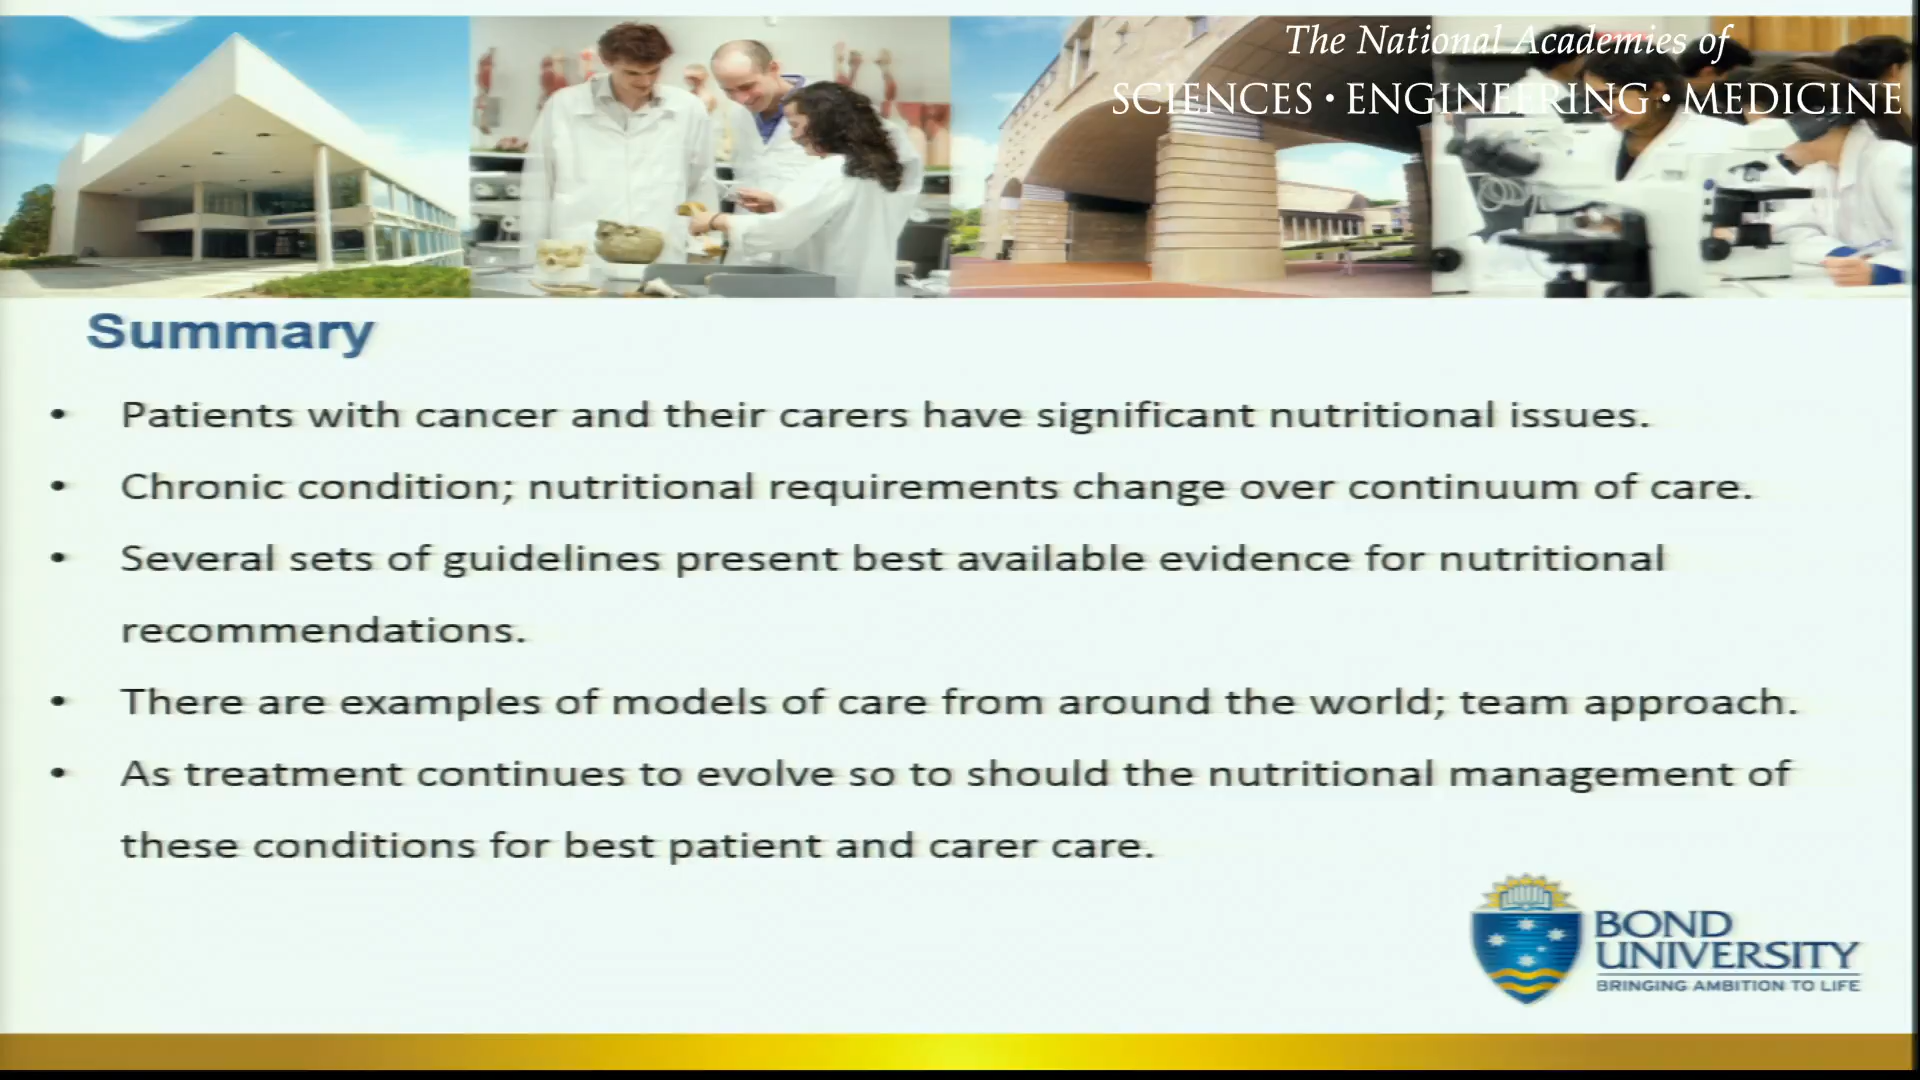 The National Academies of
SCIENCES • ENGINEERING • MEDICINE
Summary
• Patients with cancer and their carers have significant nutritional issues.
• Chronic condition; nutritional requirements change over continuum of care.
• Several sets of guidelines present best available evidence for nutritional
recommendations.
• There are examples of models of care from around the world; team approach.
• As treatment continues to evolve so to should the nutritional management of
these conditions for best patient and carer care.
BOND
UNIVERSITY
BRINGING AMBITION TO LIFE